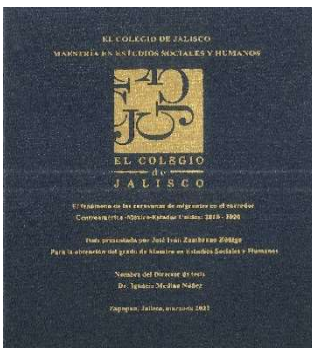 EL COLEGIO DE JALISCO
MAESTRÍA EN ESTUDIOS SOCIALES Y HUMANOS
EL COLEGIO
de
JALISCO
El fenómeno de las caravanas de migrantes en el corredor
Centroamérica-México-Estados Unidos: 2018 - 2020
Tesis presentada por José Iván Zambrano Zúñiga
Para la obtención del grado de Maestro en Estudios Sociales y Humanos
Nombre del Director de tesis
Dr. Ignacio Medina Núñez
Zapopan, Jalisco, 2021